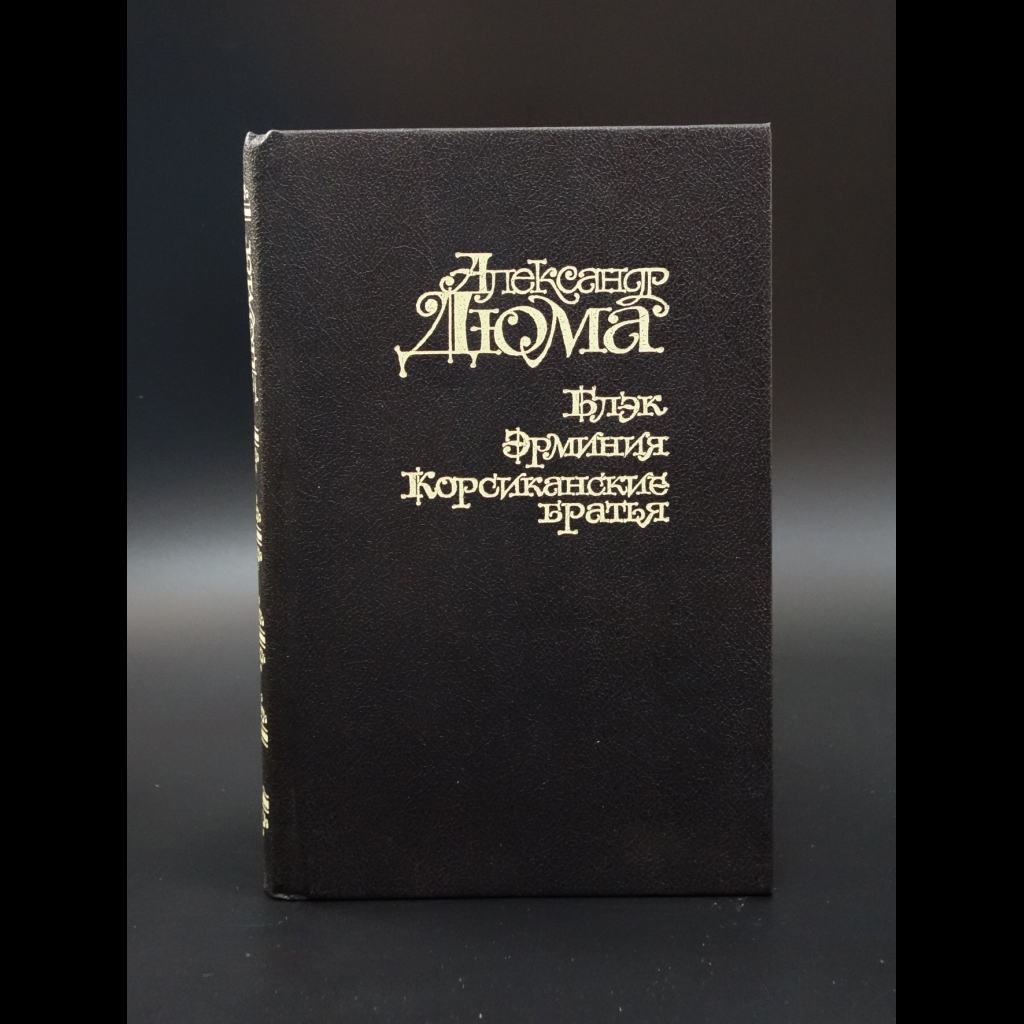 Александр
Дюма
Блэк
Эрминия
Корсиканские
братья